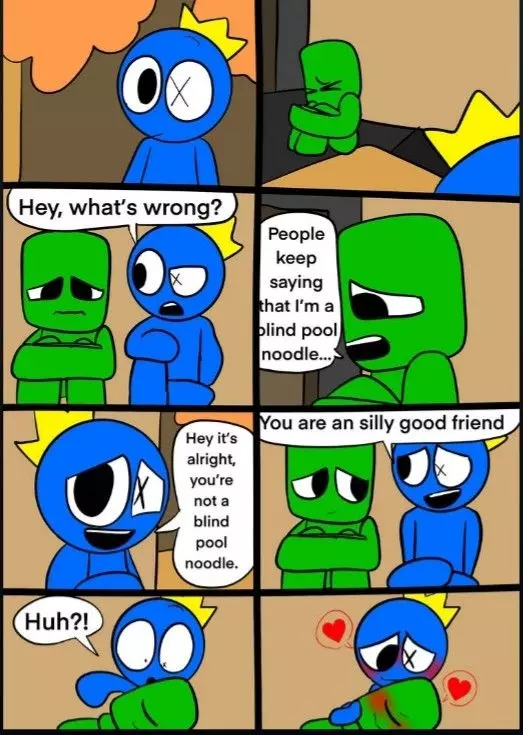 Hey, what's wrong?
People
keep
saying
that I'm a
blind pool
noodle...
Hey it's
alright,
you're
not a
blind
pool
noodle.
You are an silly good friend
Huh?!